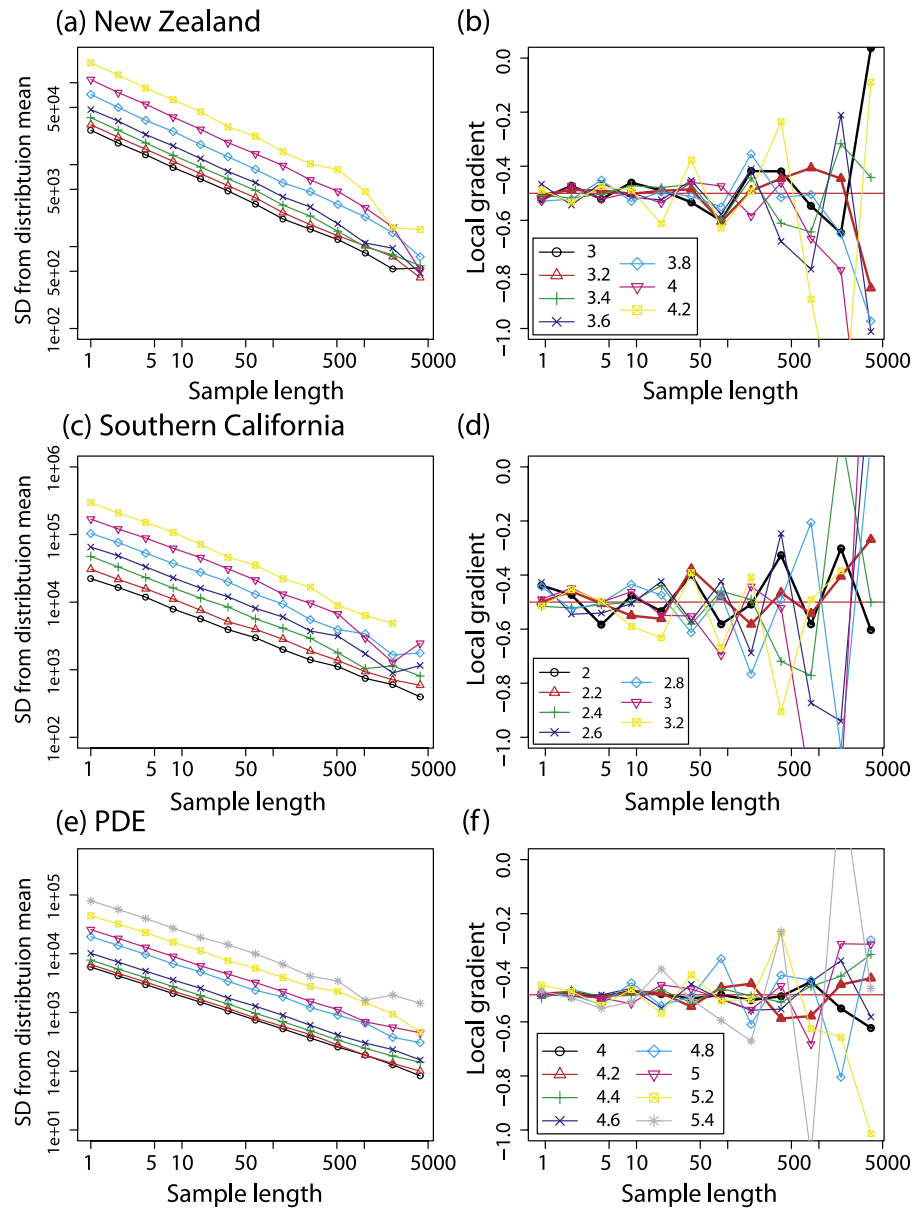 (a) New Zealand
SD from distribtuion mean
5e+04
5e+03
5e+02
1e+02
1 5 10 50 500 5000
Sample length
3
3.2
3.4
3.6
3.8
4
4.2
(b)
Local gradient
0.0
−0.2
−0.4
−0.6
−0.8
−1.0
1 5 10 50 500 5000
Sample length
(c) Southern California
SD from distribtuion mean
1e+06
1e+05
1e+04
1e+03
1e+02
1 5 10 50 500 5000
Sample length
(d)
Local gradient
0.0
−0.2
−0.4
−0.6
−0.8
−1.0
2
2.2
2.4
2.6
2.8
3
3.2
1 5 10 50 500 5000
Sample length
(e) PDE
SD from distribtuion mean
1e+05
1e+04
1e+03
1e+02
1e+01
1 5 10 50 500 5000
Sample length
(f)
Local gradient
0.0
−0.2
−0.4
−0.6
−0.8
−1.0
4
4.2
4.4
4.6
4.8
5
5.2
5.4
1 5 10 50 500 5000
Sample length